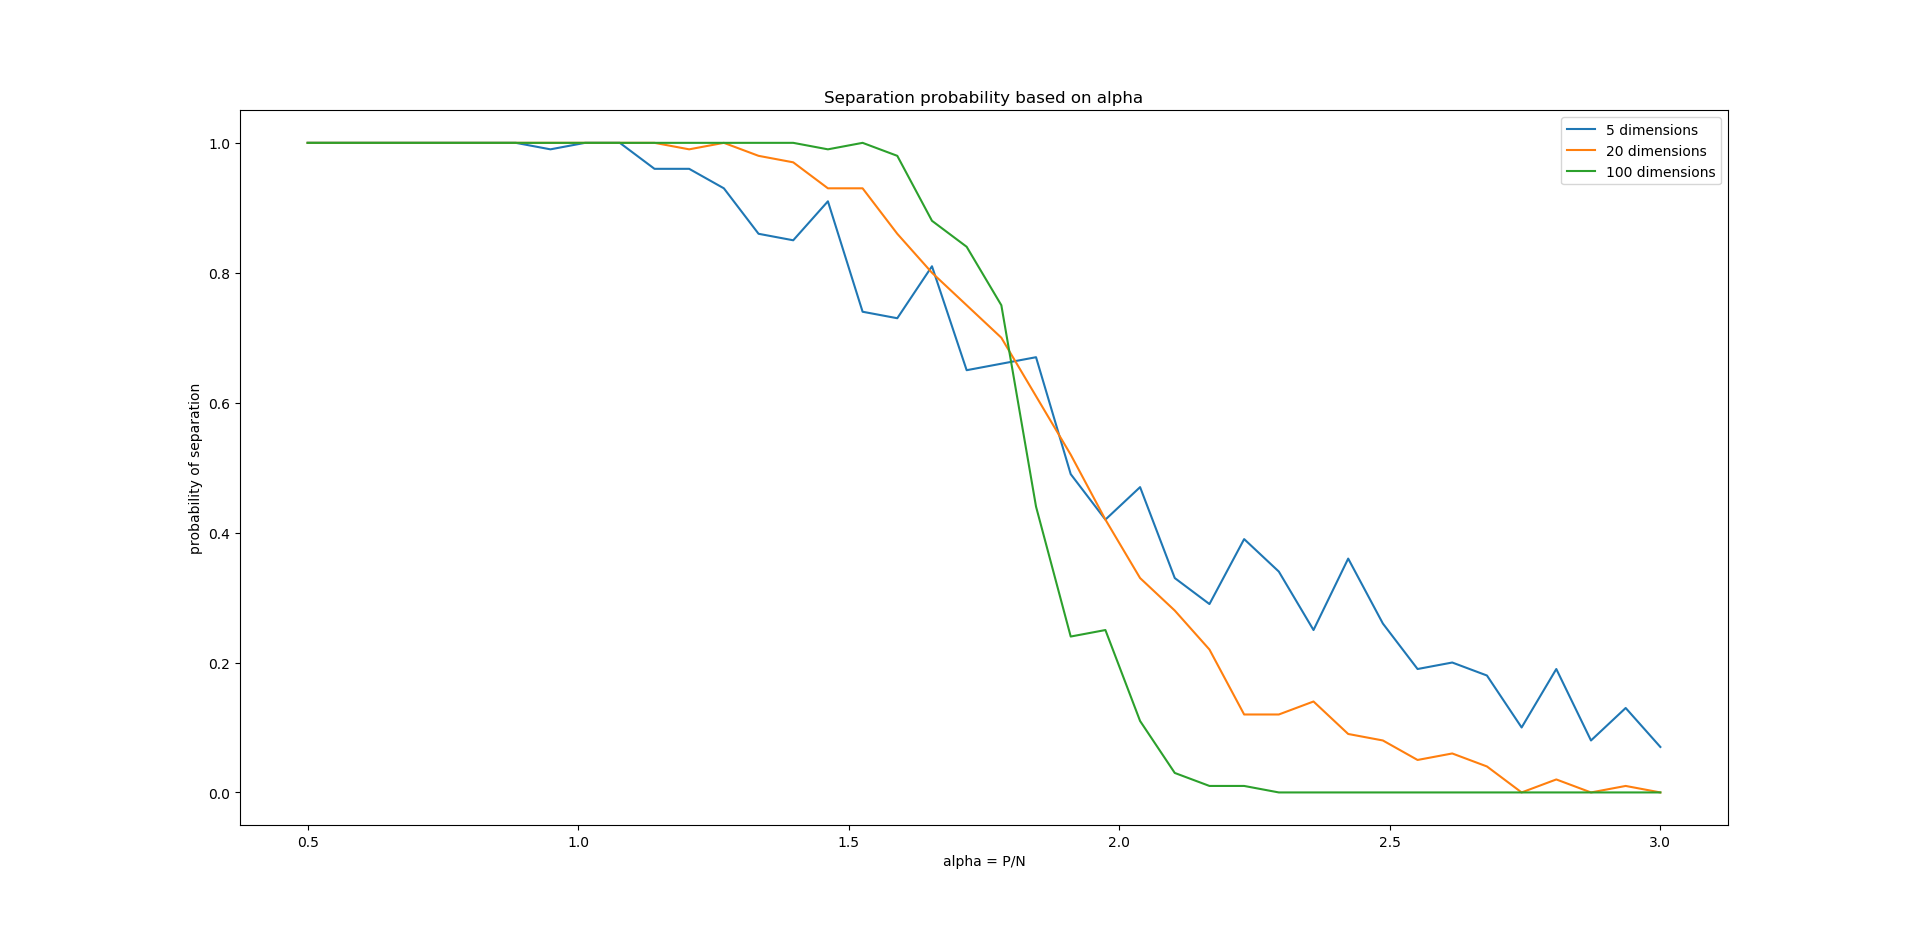 Separation probability based on alpha
5 dimensions
20 dimensions
100 dimensions
probability of separation
1.0
0.8
0.6
0.4
0.2
0.0
0.5 1.0 1.5 2.0 2.5 3.0
alpha = P/N